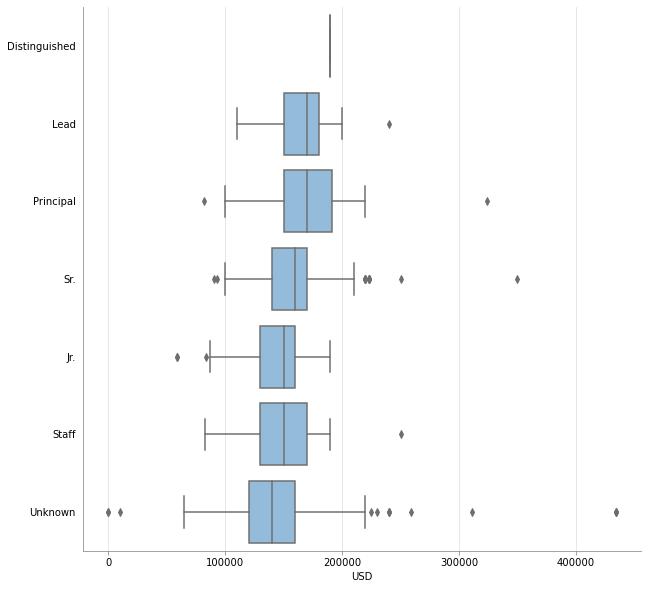 Distinguished
Lead
Principal
Sr.
Jr.
Staff
Unknown
0 100000 200000 300000 400000
USD